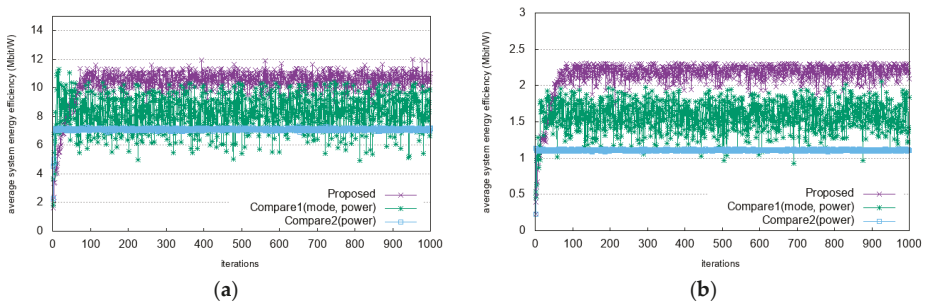 14
12
10
8
6
4
2
0
average system energy efficiency (Mbit/W)
Proposed
Compare1(mode, power)
Compare2(power)
0 100 200 300 400 500 600 700 800 900 1000
iterations
(a)
3
2.5
2
1.5
1
0.5
0
average system energy efficiency (Mbit/W)
Proposed
Compare1(mode, power)
Compare2(power)
0 100 200 300 400 500 600 700 800 900 1000
iterations
(b)